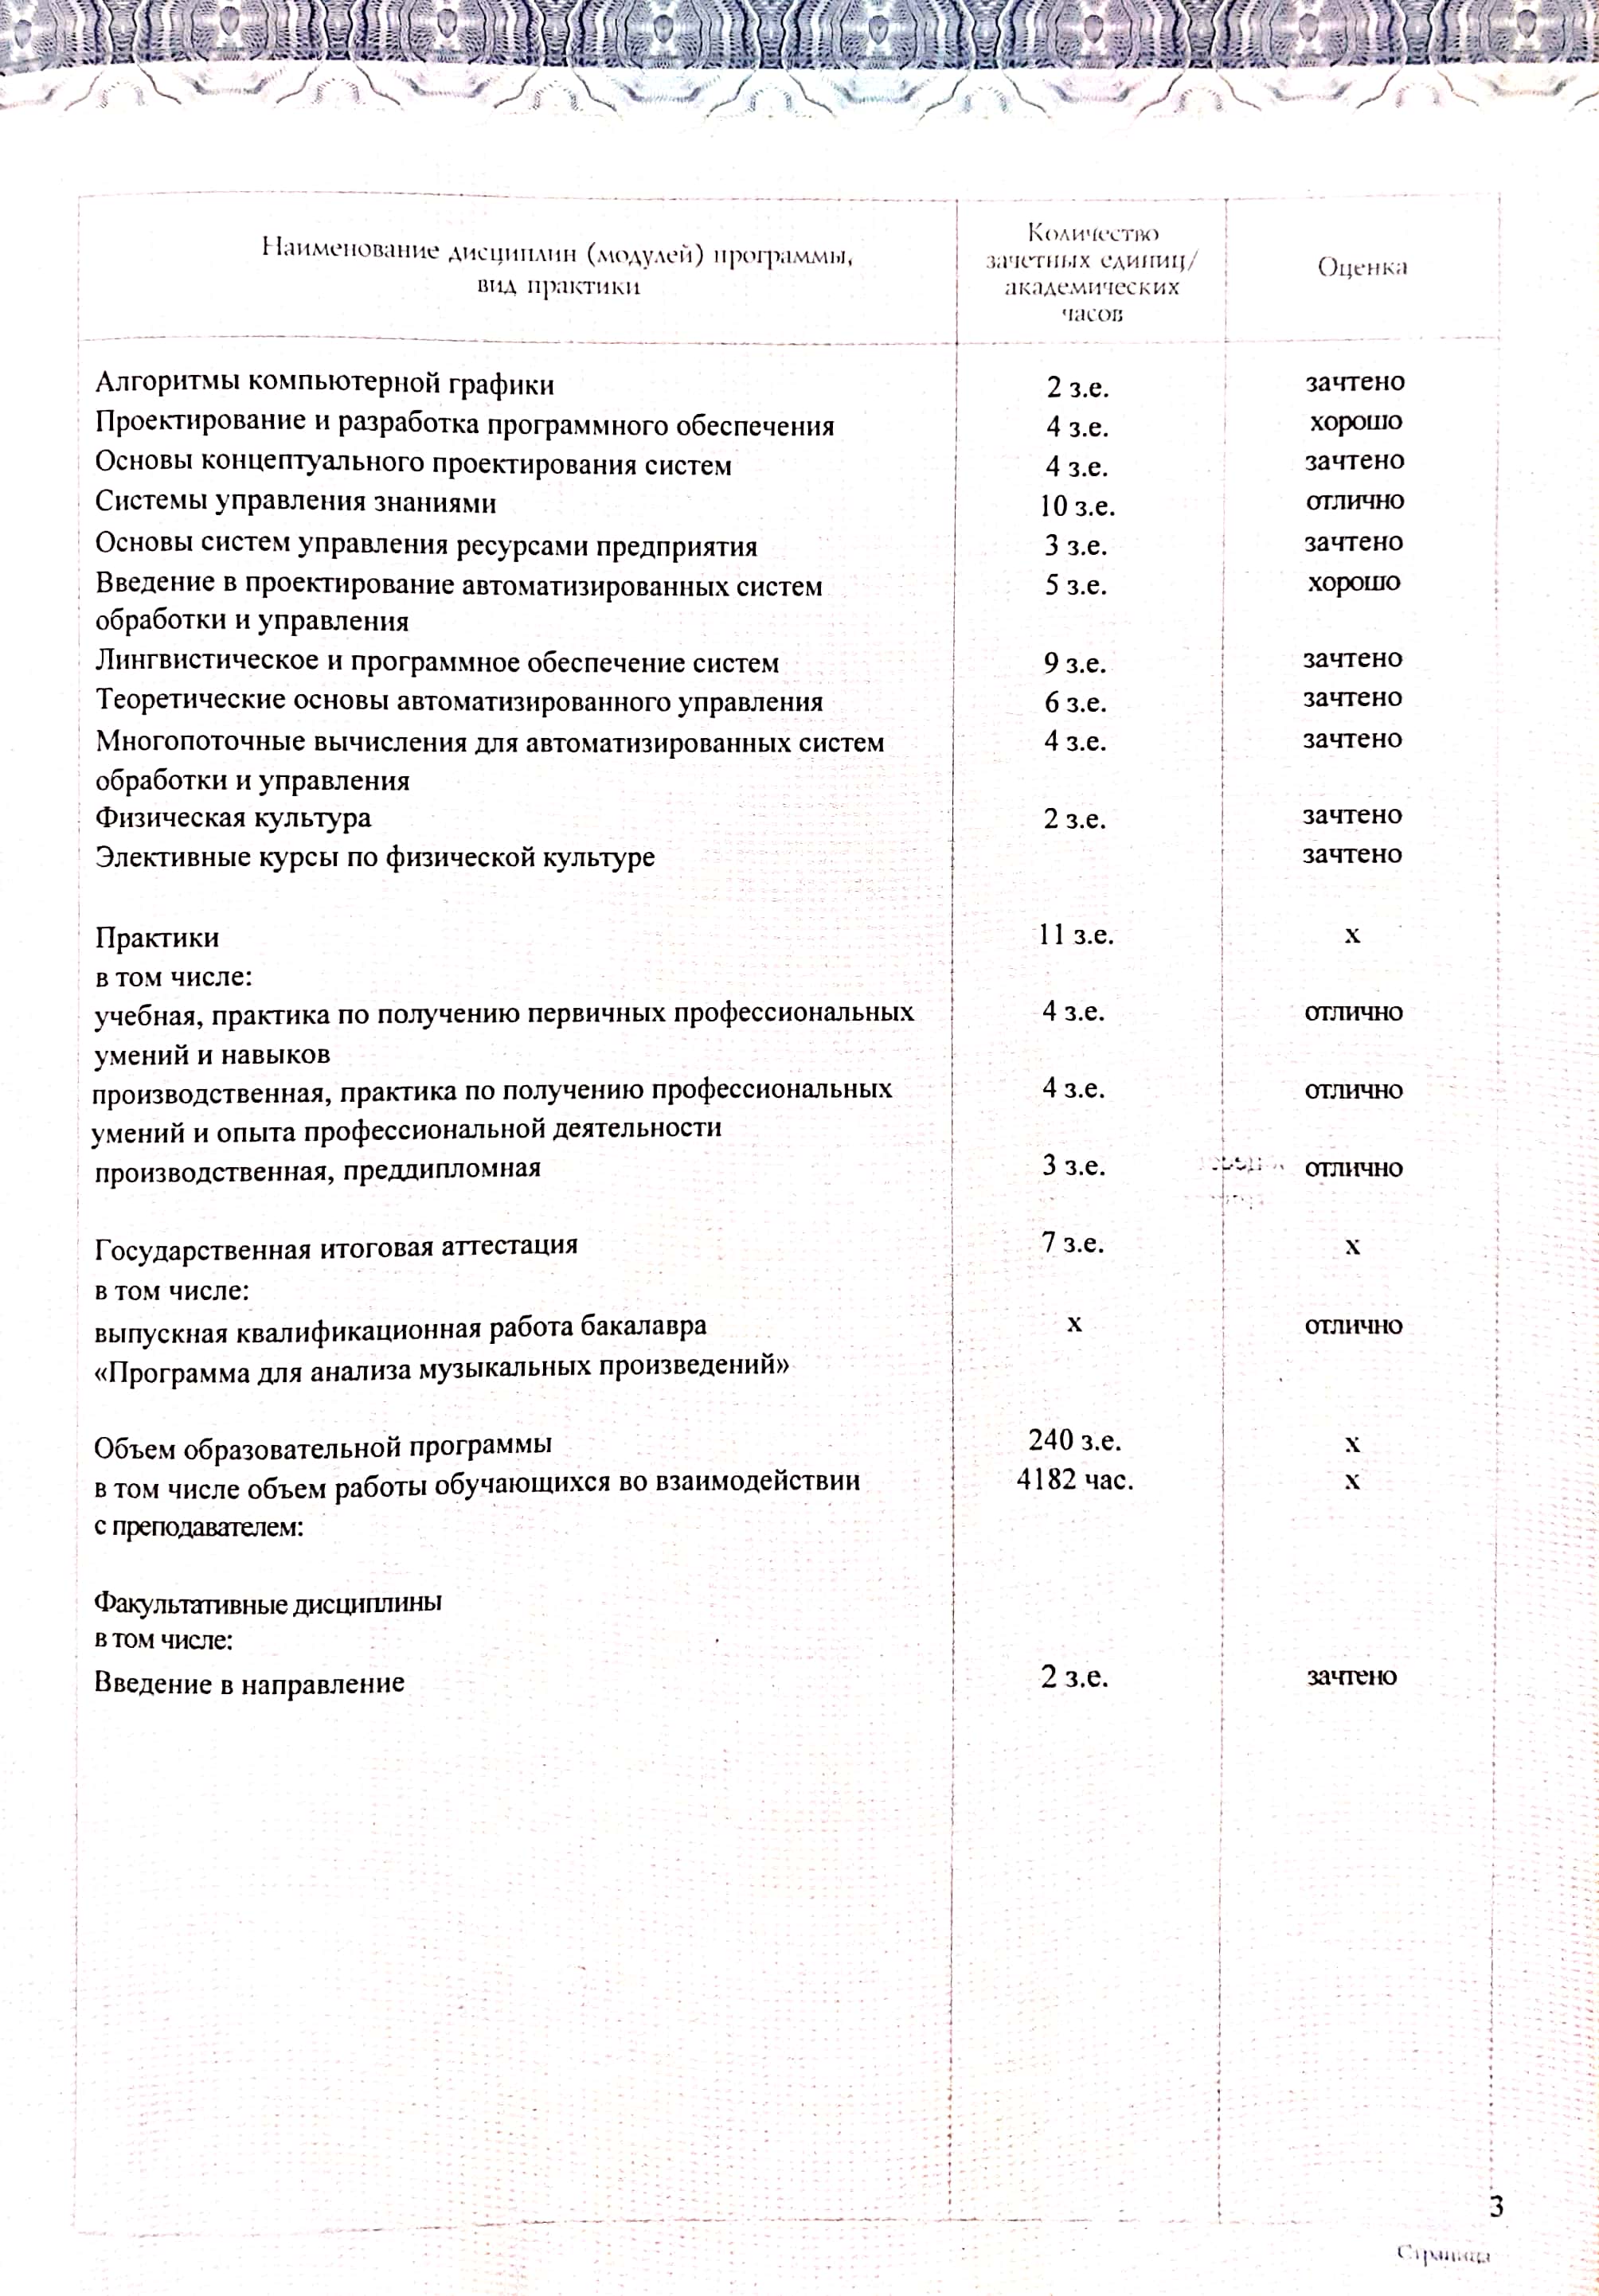 Наименование дисциплин (модулей) программы,
вид практики
Количество
зачетных единиц/
академических
часов
Оценка
Алгоритмы компьютерной графики 2 з.е. зачтено
Проектирование и разработка программного обеспечения 4 з.е. хорошо
Основы концептуального проектирования систем 4 з.е. зачтено
Системы управления знаниями 10 з.е. отлично
Основы систем управления ресурсами предприятия 3 з.е. зачтено
Введение в проектирование автоматизированных систем 5 з.е. хорошо
обработки и управления
Лингвистическое и программное обеспечение систем 9 з.е. зачтено
Теоретические основы автоматизированного управления 6 з.е. зачтено
Многопоточные вычисления для автоматизированных систем 4 з.е. зачтено
обработки и управления
Физическая культура 2 з.е. зачтено
Элективные курсы по физической культуре зачтено
Практики 11 з.е. х
в том числе:
учебная, практика по получению первичных профессиональных 4 з.е. отлично
умений и навыков
производственная, практика по получению профессиональных 4 з.е. отлично
умений и опыта профессиональной деятельности
производственная, преддипломная 3 з.е. отлично
Государственная итоговая аттестация 7 з.е. х
в том числе:
выпускная квалификационная работа бакалавра х отлично
«Программа для анализа музыкальных произведений»
Объем образовательной программы 240 з.е. х
в том числе объем работы обучающихся во взаимодействии 4182 час. х
с преподавателем:
Факультативные дисциплины
в том числе:
Введение в направление 2 з.е. зачтено
3
Страница